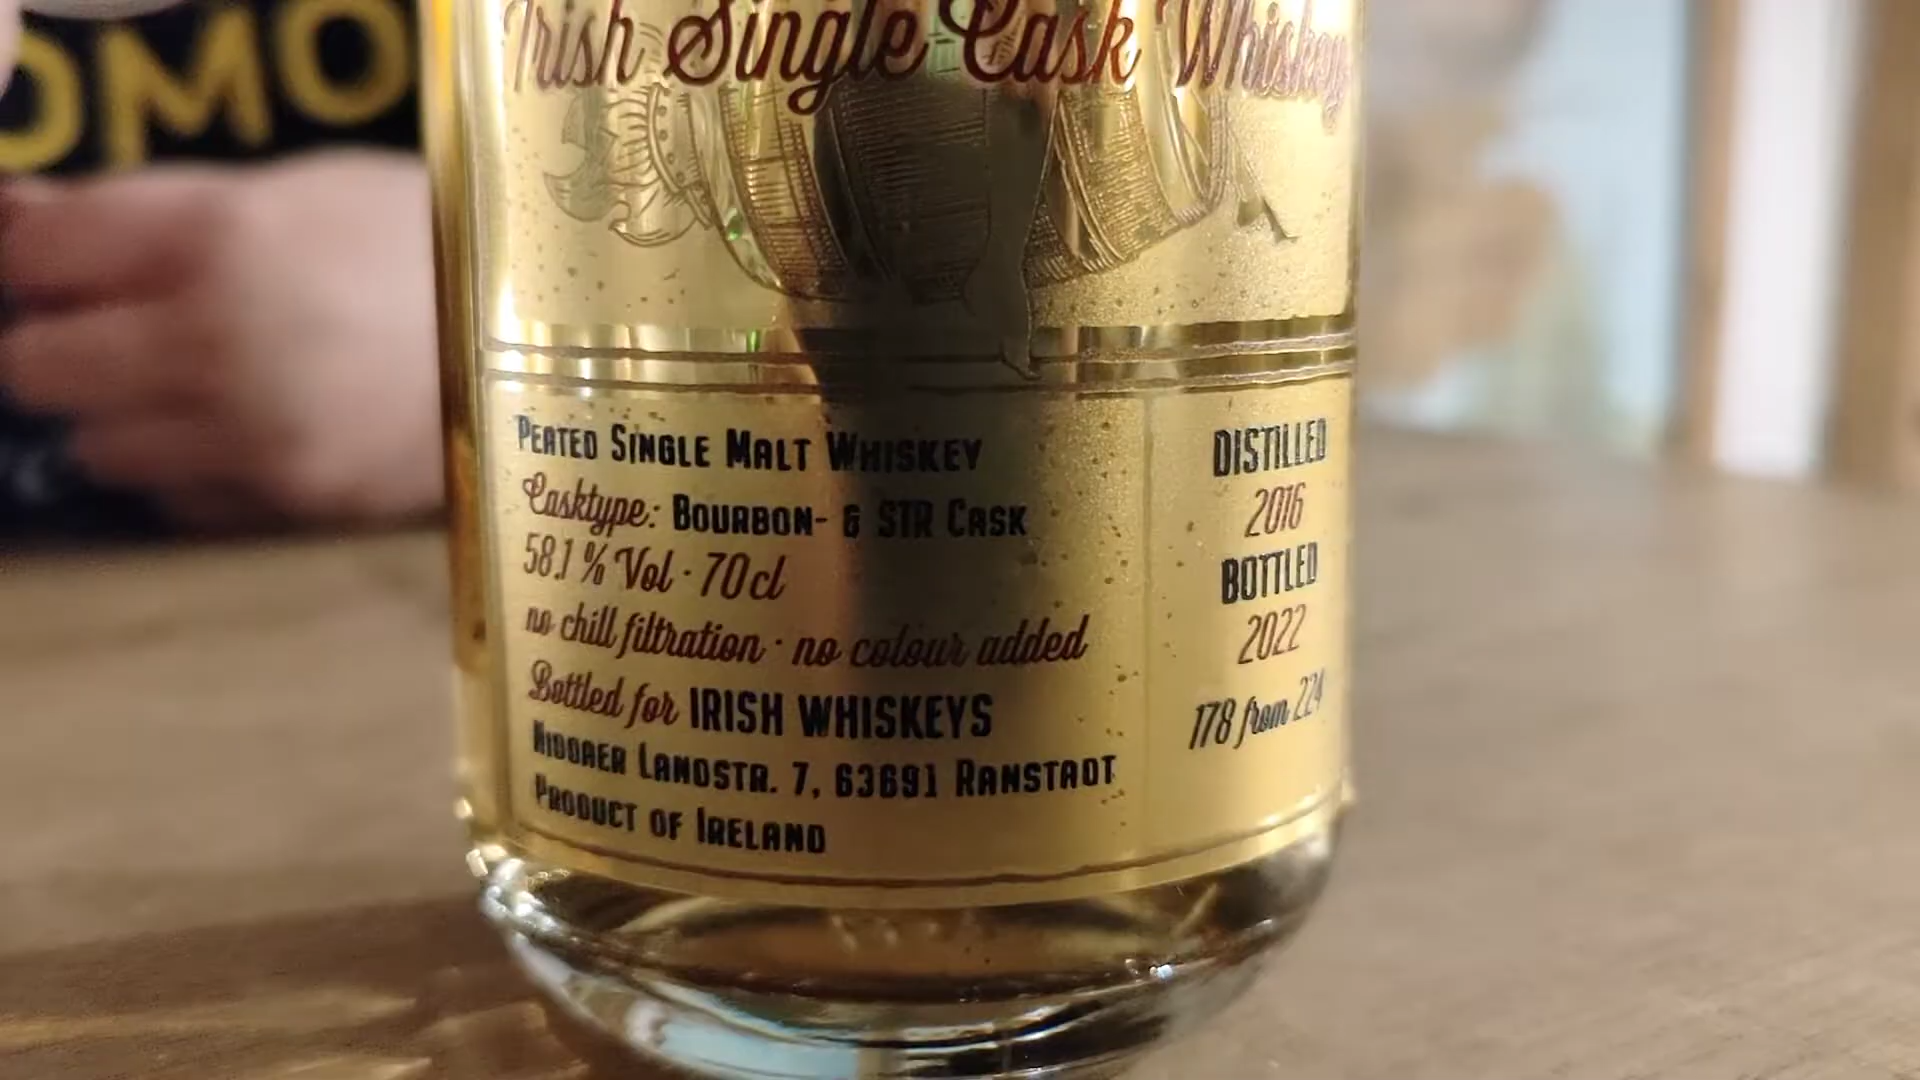 OMO
Irish Single Cask Whiskey
Peated Single Malt Whiskey
Casktype: Bourbon- & STR Cask
58.1 % Vol · 70cl
no chill filtration · no colour added
Bottled for IRISH WHISKEYS
Niddaer Landstr. 7, 63691 Ranstadt
Product of Ireland
DISTILLED
2016
BOTTLED
2022
178 from 224